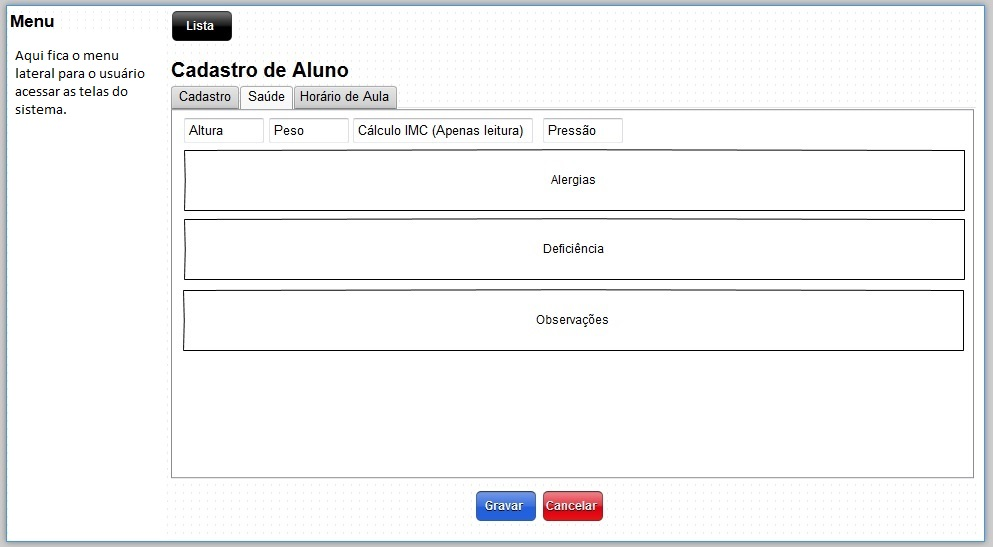 Menu
Aqui fica o menu
lateral para o usuário
acessar as telas do
sistema.
Lista
Cadastro de Aluno
Cadastro Saúde Horário de Aula
Altura Peso Cálculo IMC (Apenas leitura) Pressão
Alergias
Deficiência
Observações
Gravar Cancelar